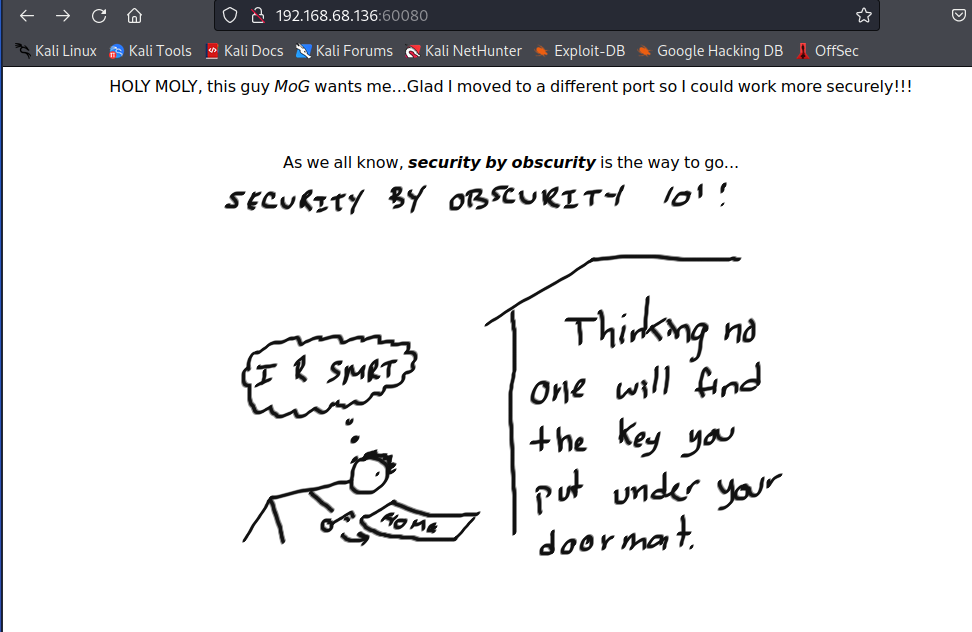 192.168.68.136:60080
Kali Linux Kali Tools Kali Docs Kali Forums Kali NetHunter Exploit-DB Google Hacking DB OffSec
HOLY MOLY, this guy MoG wants me...Glad I moved to a different port so I could work more securely!!!
As we all know, security by obscurity is the way to go...
SECURITY BY OBSCURITY 101!
Thinking no
one will find
the key you
put under your
doormat.
I R SMRT
HOME